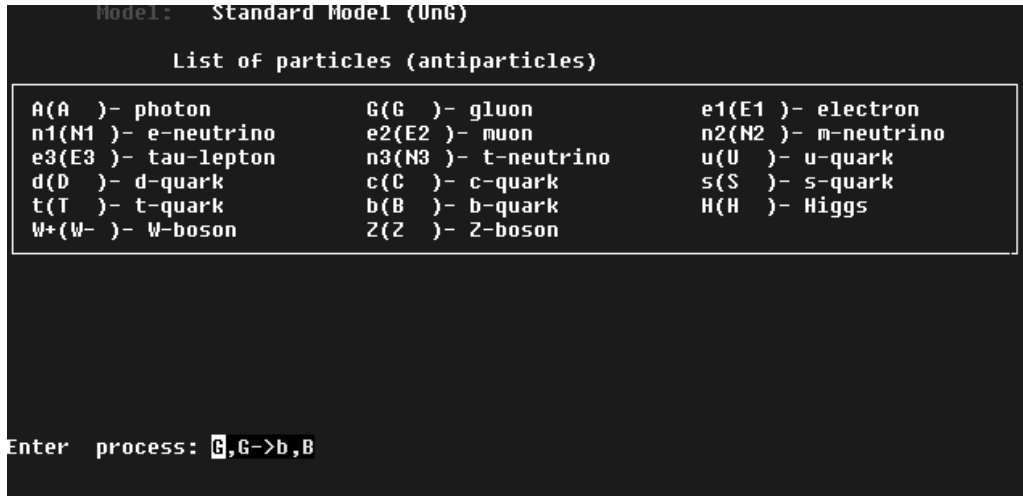 Model: Standard Model (UnG)
List of particles (antiparticles)
A(A )- photon G(G )- gluon e1(E1 )- electron
n1(N1 )- e-neutrino e2(E2 )- muon n2(N2 )- m-neutrino
e3(E3 )- tau-lepton n3(N3 )- t-neutrino u(U )- u-quark
d(D )- d-quark c(C )- c-quark s(S )- s-quark
t(T )- t-quark b(B )- b-quark H(H )- Higgs
W+(W- )- W-boson Z(Z )- Z-boson
Enter process: G,G->b,B